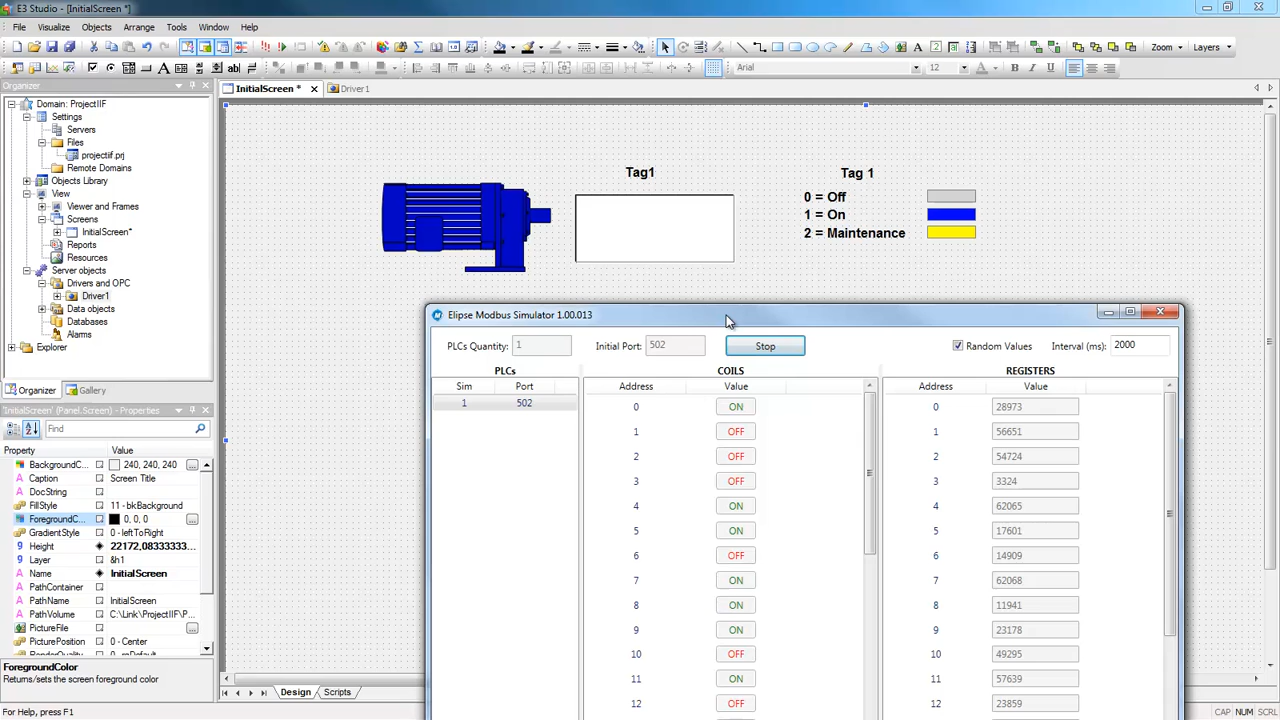 E3 Studio - [InitialScreen *]
File Visualize Objects Arrange Tools Window Help
Zoom Layers
Arial 12 B I U
Organizer
InitialScreen * Driver1
Domain: ProjectIIF
Settings
Servers
Files
projectiif.prj
Remote Domains
Objects Library
View
Viewer and Frames
Screens
InitialScreen*
Reports
Resources
Server objects
Drivers and OPC
Driver1
Data objects
Databases
Alarms
Explorer
Organizer Gallery
'InitialScreen' (Panel.Screen) - Properties
Find
Property Value
BackgroundC... 240, 240, 240
Caption Screen Title
DocString
FillStyle 11 - bkBackground
ForegroundC... 0, 0, 0
GradientStyle 0 - leftToRight
Height 22172,08333333...
Layer &h1
Name InitialScreen
PathContainer
PathName InitialScreen
PathVolume C:\Link\ProjectIIF\P...
PictureFile
PicturePosition 0 - Center
ForegroundColor
Returns/sets the screen foreground color
Tag1
Tag 1
0 = Off
1 = On
2 = Maintenance
Elipse Modbus Simulator 1.00.013
PLCs Quantity: 1 Initial Port: 502 Stop Random Values Interval (ms): 2000
PLCs COILS REGISTERS
Sim Port Address Value Address Value
1 502 0 ON 0 28973
1 OFF 1 56651
2 OFF 2 54724
3 OFF 3 3324
4 ON 4 62065
5 ON 5 17601
6 OFF 6 14909
7 ON 7 62068
8 ON 8 11941
9 ON 9 23178
10 OFF 10 49295
11 ON 11 57639
12 OFF 12 23859
Design Scripts
For Help, press F1
CAP NUM SCRL